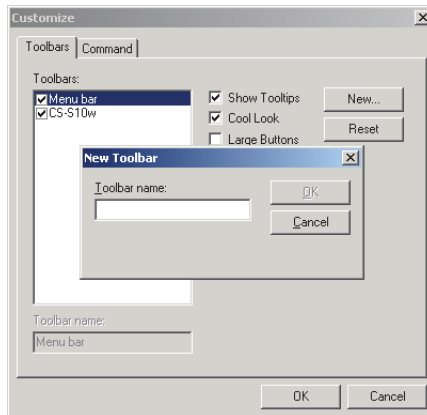 Customize
Toolbars Command
Toolbars:
Menu bar
CS-S10w
Show Tooltips
Cool Look
Large Buttons
New...
Reset
New Toolbar
Toolbar name:
OK
Cancel
Toolbar name:
Menu bar
OK Cancel